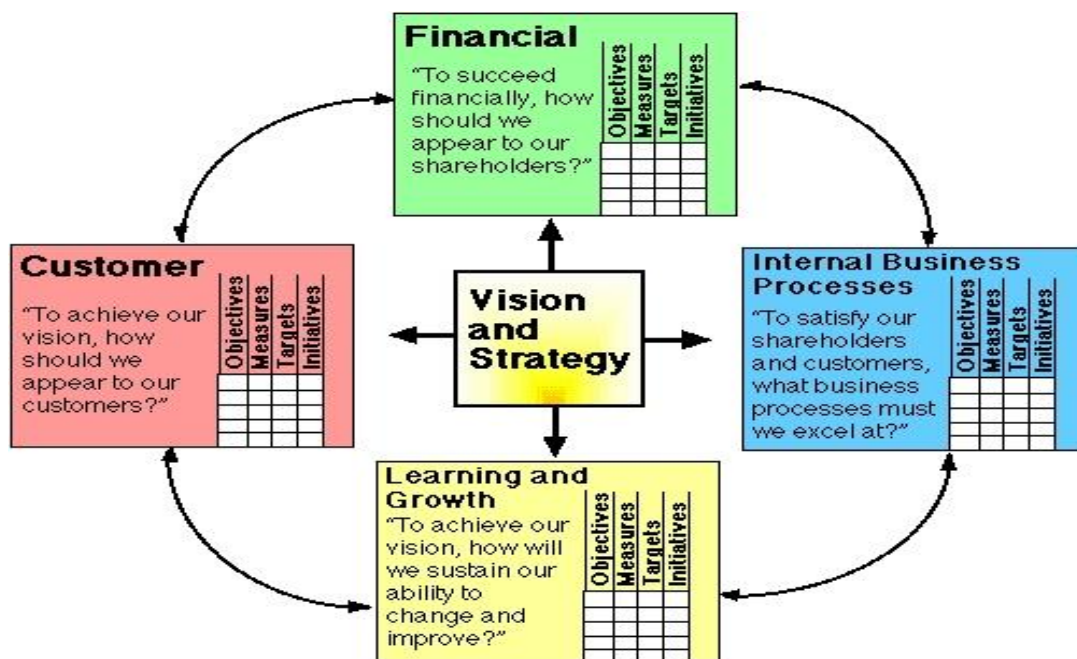 Financial
“To succeed
financially, how
should we
appear to our
shareholders?”
Objectives
Measures
Targets
Initiatives
Customer
“To achieve our
vision, how
should we
appear to our
customers?”
Objectives
Measures
Targets
Initiatives
Vision
and
Strategy
Internal Business
Processes
“To satisfy our
shareholders
and customers,
what business
processes must
we excel at?”
Objectives
Measures
Targets
Initiatives
Learning and
Growth
“To achieve our
vision, how will
we sustain our
ability to
change and
improve?”
Objectives
Measures
Targets
Initiatives